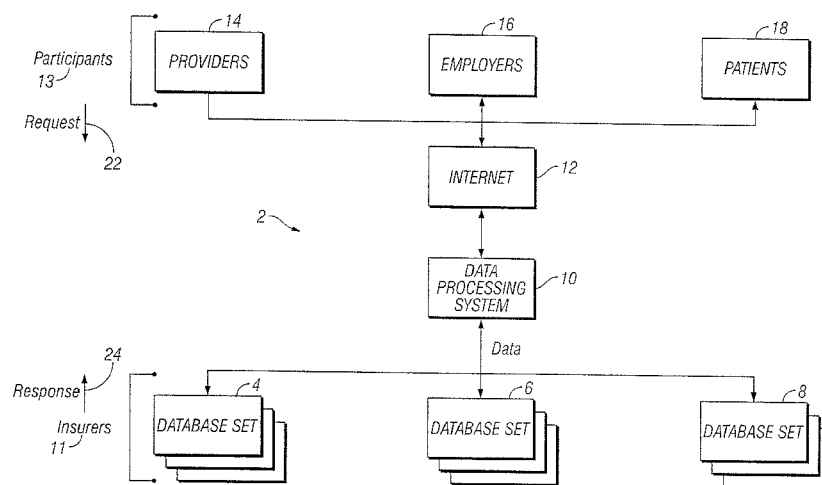 14
16
18
Participants
13
PROVIDERS
EMPLOYERS
PATIENTS
Request
22
INTERNET
12
2
DATA
PROCESSING
SYSTEM
10
24
Data
Response
4
6
8
Insurers
11
DATABASE SET
DATABASE SET
DATABASE SET